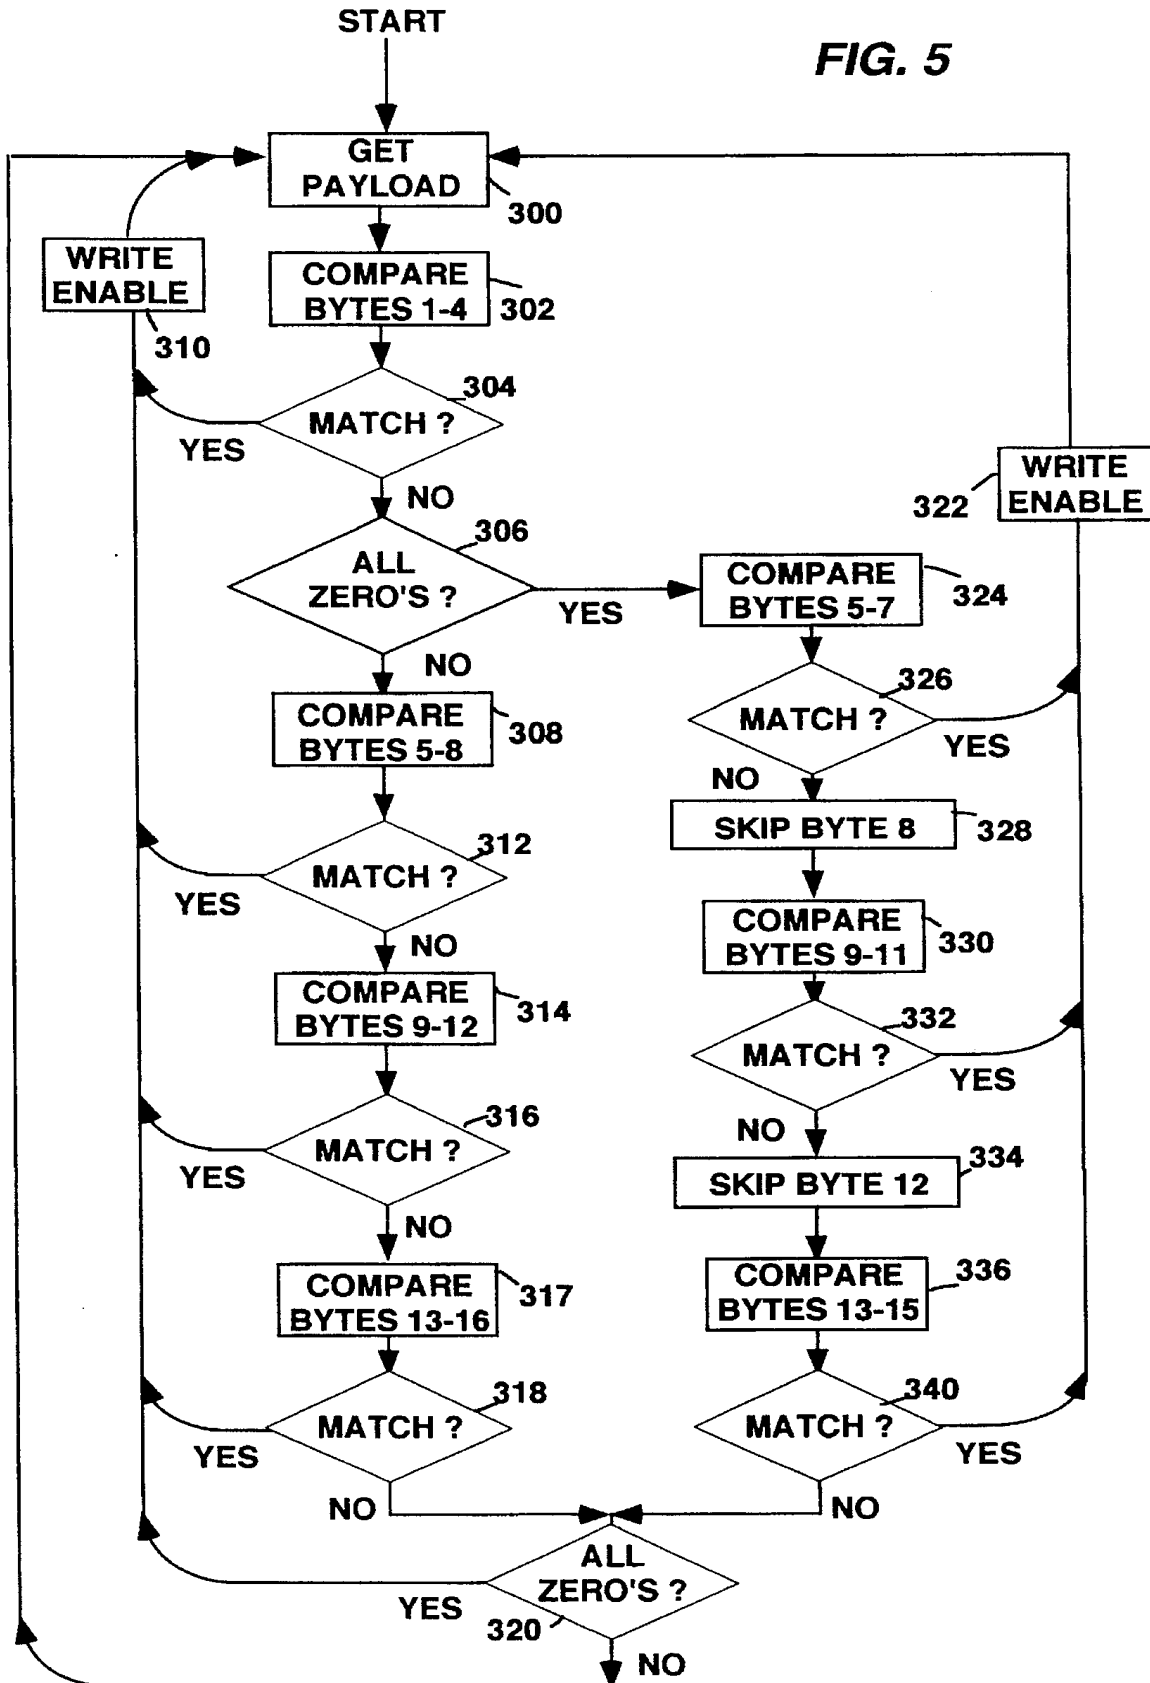 START
FIG. 5
GET
PAYLOAD
300
WRITE
ENABLE
310
COMPARE
BYTES 1-4
302
304
MATCH ?
YES
NO
WRITE
ENABLE
322
306
ALL
ZERO'S ?
YES
NO
COMPARE
BYTES 5-7
324
COMPARE
BYTES 5-8
308
326
MATCH ?
YES
NO
312
MATCH ?
YES
NO
SKIP BYTE 8
328
COMPARE
BYTES 9-11
330
COMPARE
BYTES 9-12
314
332
MATCH ?
YES
NO
316
MATCH ?
YES
NO
SKIP BYTE 12
334
COMPARE
BYTES 13-16
317
COMPARE
BYTES 13-15
336
318
MATCH ?
YES
NO
340
MATCH ?
YES
NO
ALL
ZERO'S ?
YES
320
NO